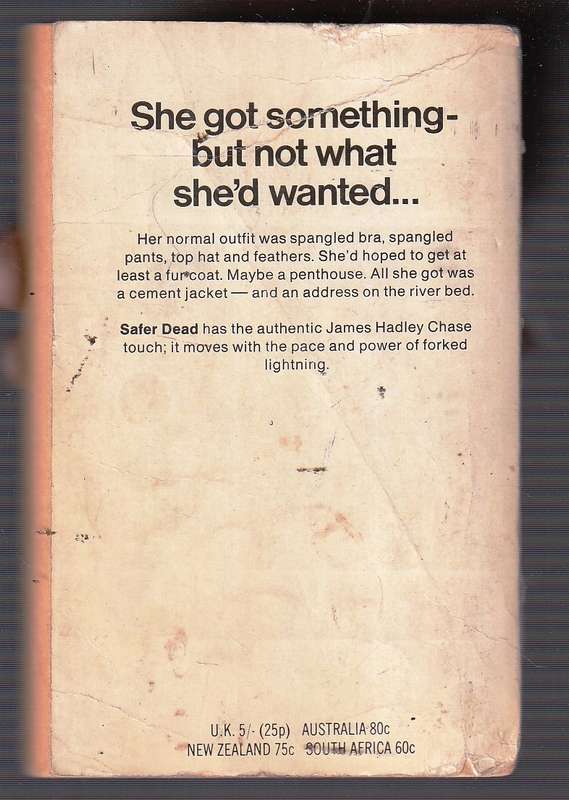 She got something-
but not what
she'd wanted...
Her normal outfit was spangled bra, spangled
pants, top hat and feathers. She'd hoped to get at
least a fur coat. Maybe a penthouse. All she got was
a cement jacket — and an address on the river bed.
Safer Dead has the authentic James Hadley Chase
touch; it moves with the pace and power of forked
lightning.
U.K. 5/- (25p) AUSTRALIA 80c
NEW ZEALAND 75c SOUTH AFRICA 60c